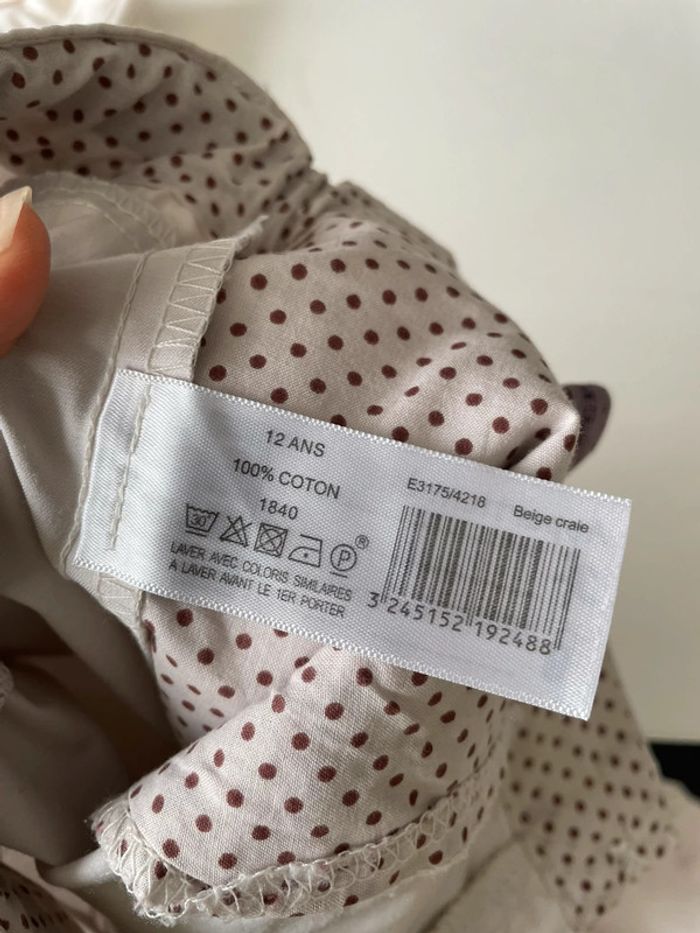 12 ANS
100% COTON
1840
30°
P
®
LAVER AVEC COLORIS SIMILAIRES
A LAVER AVANT LE 1ER PORTER
E3175/4218 Beige craie
3 245152 192488